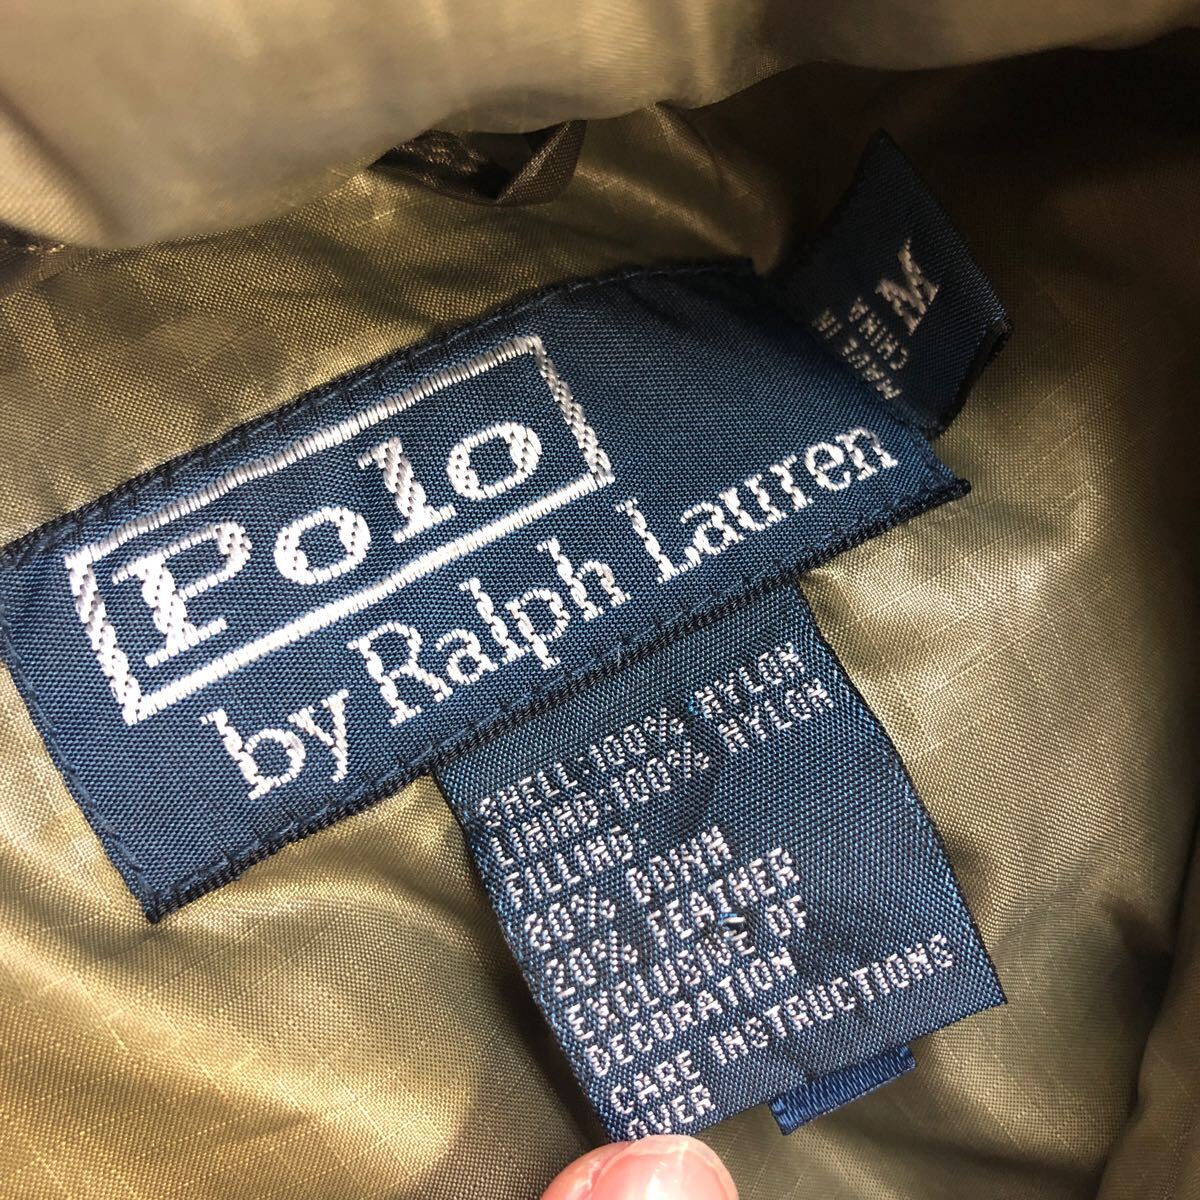 Polo
by Ralph Lauren
M
MADE IN
CHINA
SHELL:100% NYLON
LINING:100% NYLON
FILLING:
80% DOWN
20% FEATHER
EXCLUSIVE OF
DECORATION
CARE INSTRUCTIONS
OVER